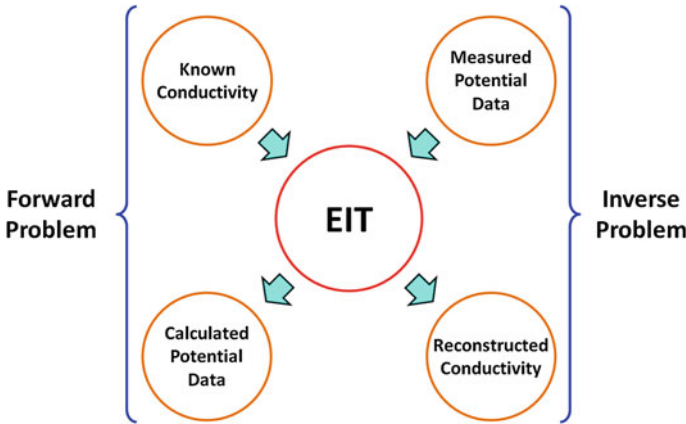 Forward
Problem
Known
Conductivity
Calculated
Potential
Data
EIT
Measured
Potential
Data
Reconstructed
Conductivity
Inverse
Problem